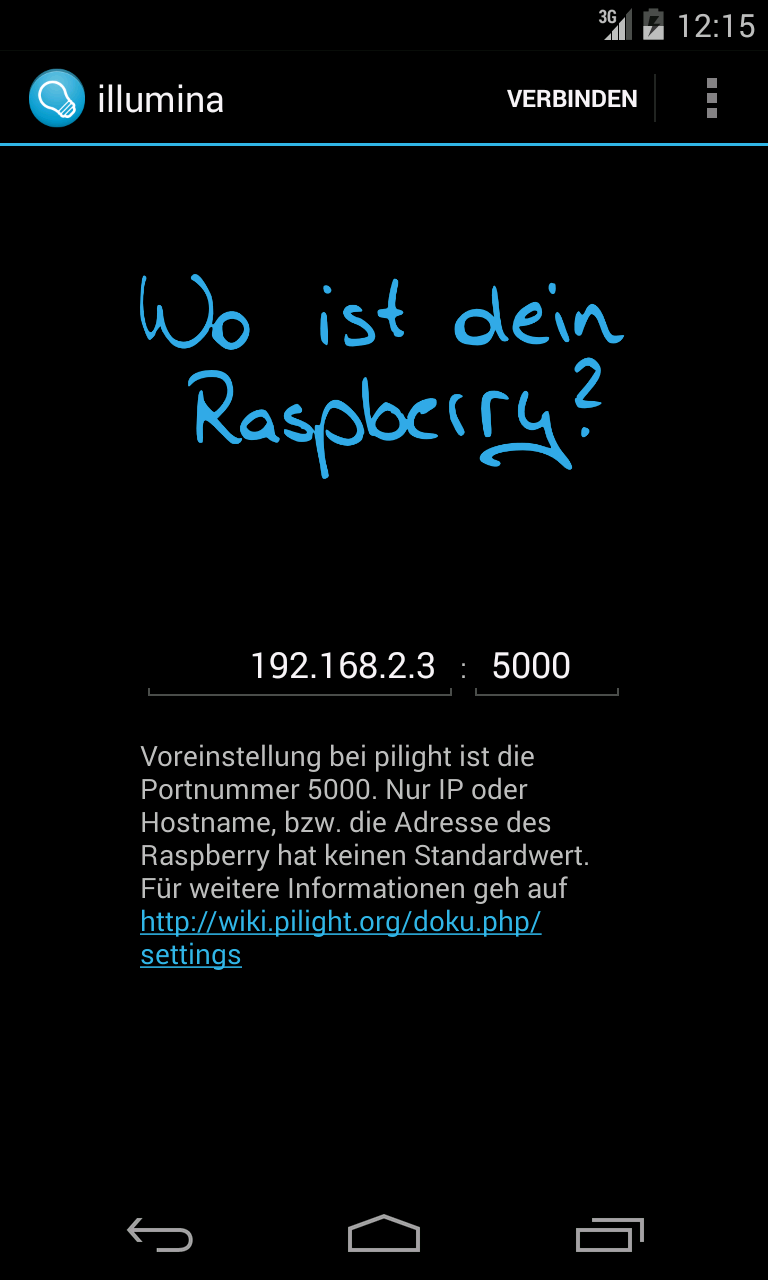 3G 12:15
illumina VERBINDEN
Wo ist dein
Raspberry?
192.168.2.3 : 5000
Voreinstellung bei pilight ist die
Portnummer 5000. Nur IP oder
Hostname, bzw. die Adresse des
Raspberry hat keinen Standardwert.
Für weitere Informationen geh auf
http://wiki.pilight.org/doku.php/
settings